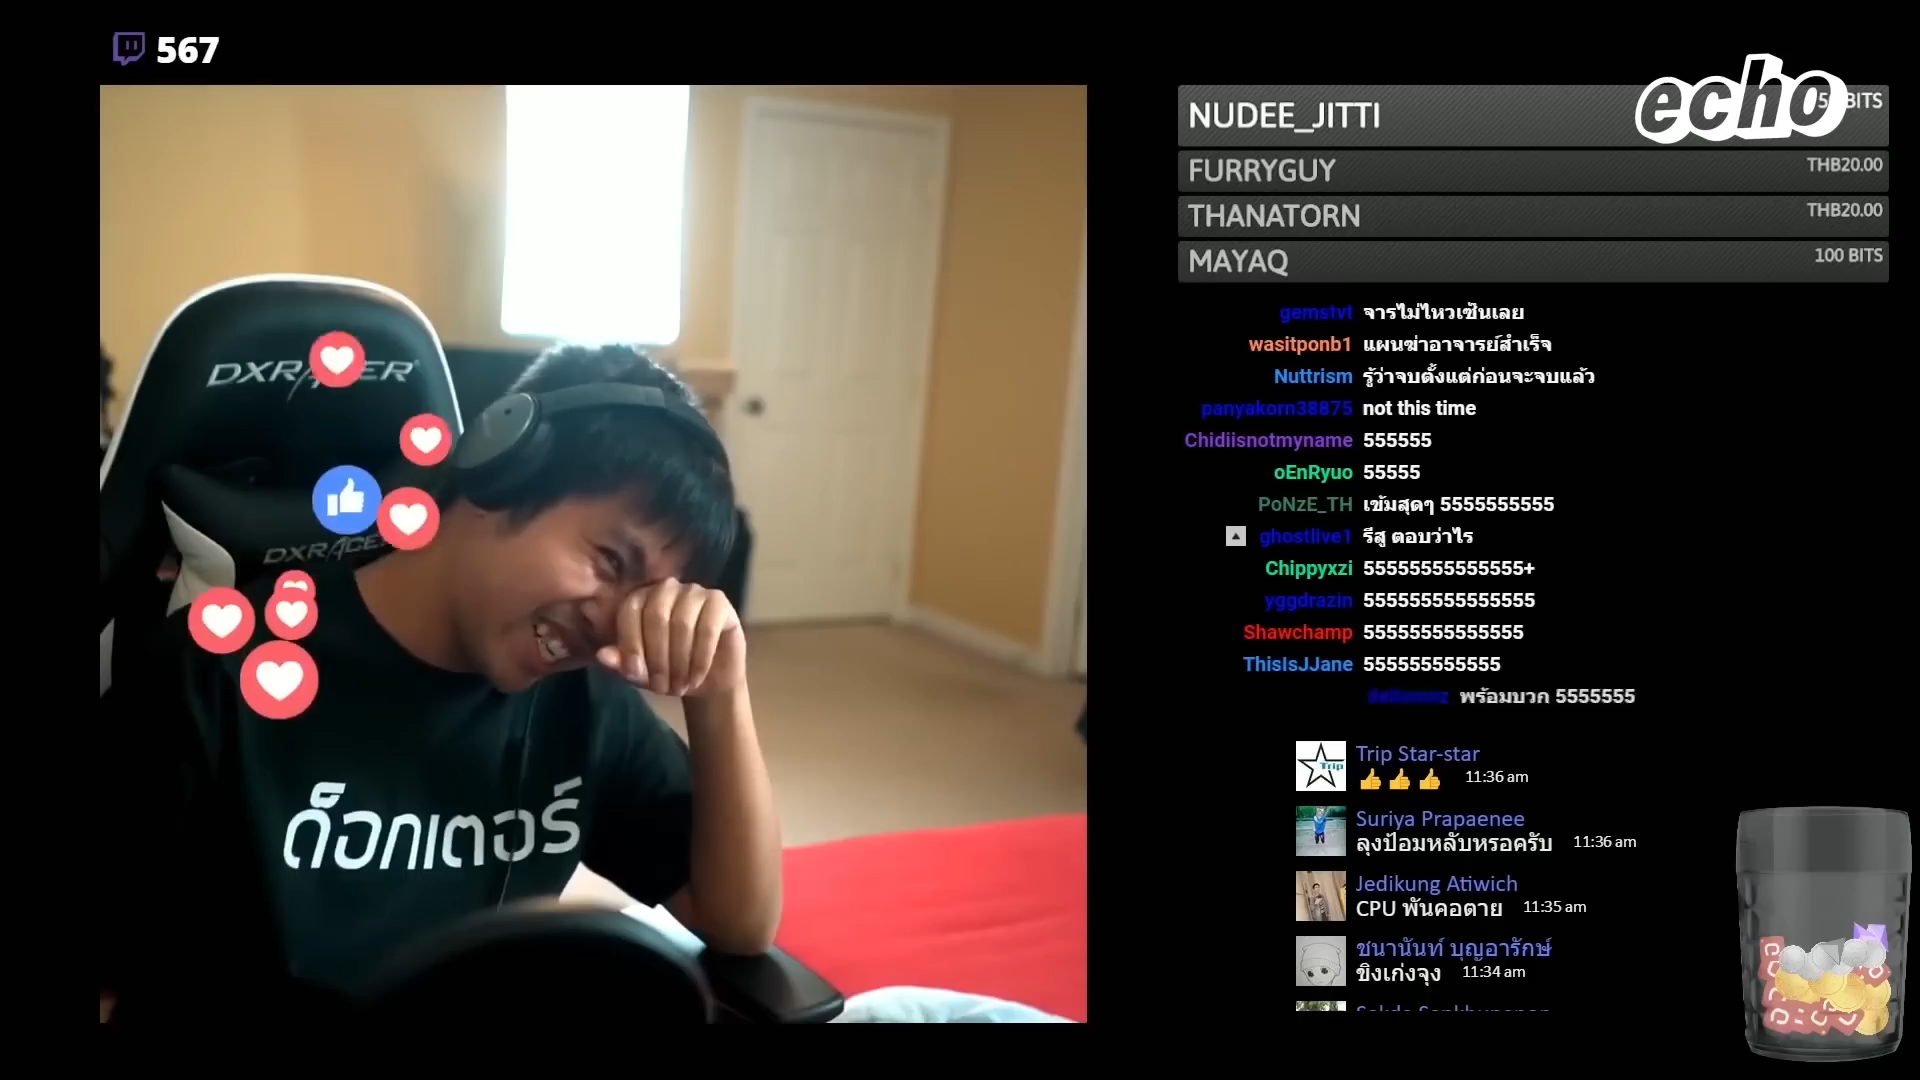 567
NUDEE_JITTI
BITS
FURRYGUY
THB20.00
THANATORN
THB20.00
MAYAQ
100 BITS
echo
DXRACER
DXRACER
ด็อกเตอร์
gemstvt จารไม่ไหวเซ้นเลย
wasitponb1 แผนฆ่าอาจารย์สำเร็จ
Nuttrism รู้ว่าจบตั้งแต่ก่อนจะจบแล้ว
panyakorn38875 not this time
Chidiisnotmyname 555555
oEnRyuo 55555
PoNzE_TH เข้มสุดๆ 5555555555
ghostlive1 รีสู ตอบว่าไร
Chippyxzi 55555555555555+
yggdrazin 555555555555555
Shawchamp 55555555555555
ThisIsJJane 555555555555
พร้อมบวก 5555555
Trip
Trip Star-star
👍 👍 👍 11:36 am
Suriya Prapaenee
ลุงป้อมหลับหรอครับ 11:36 am
Jedikung Atiwich
CPU พันคอตาย 11:35 am
ชนานันท์ บุญอารักษ์
ขิงเก่งจุง 11:34 am